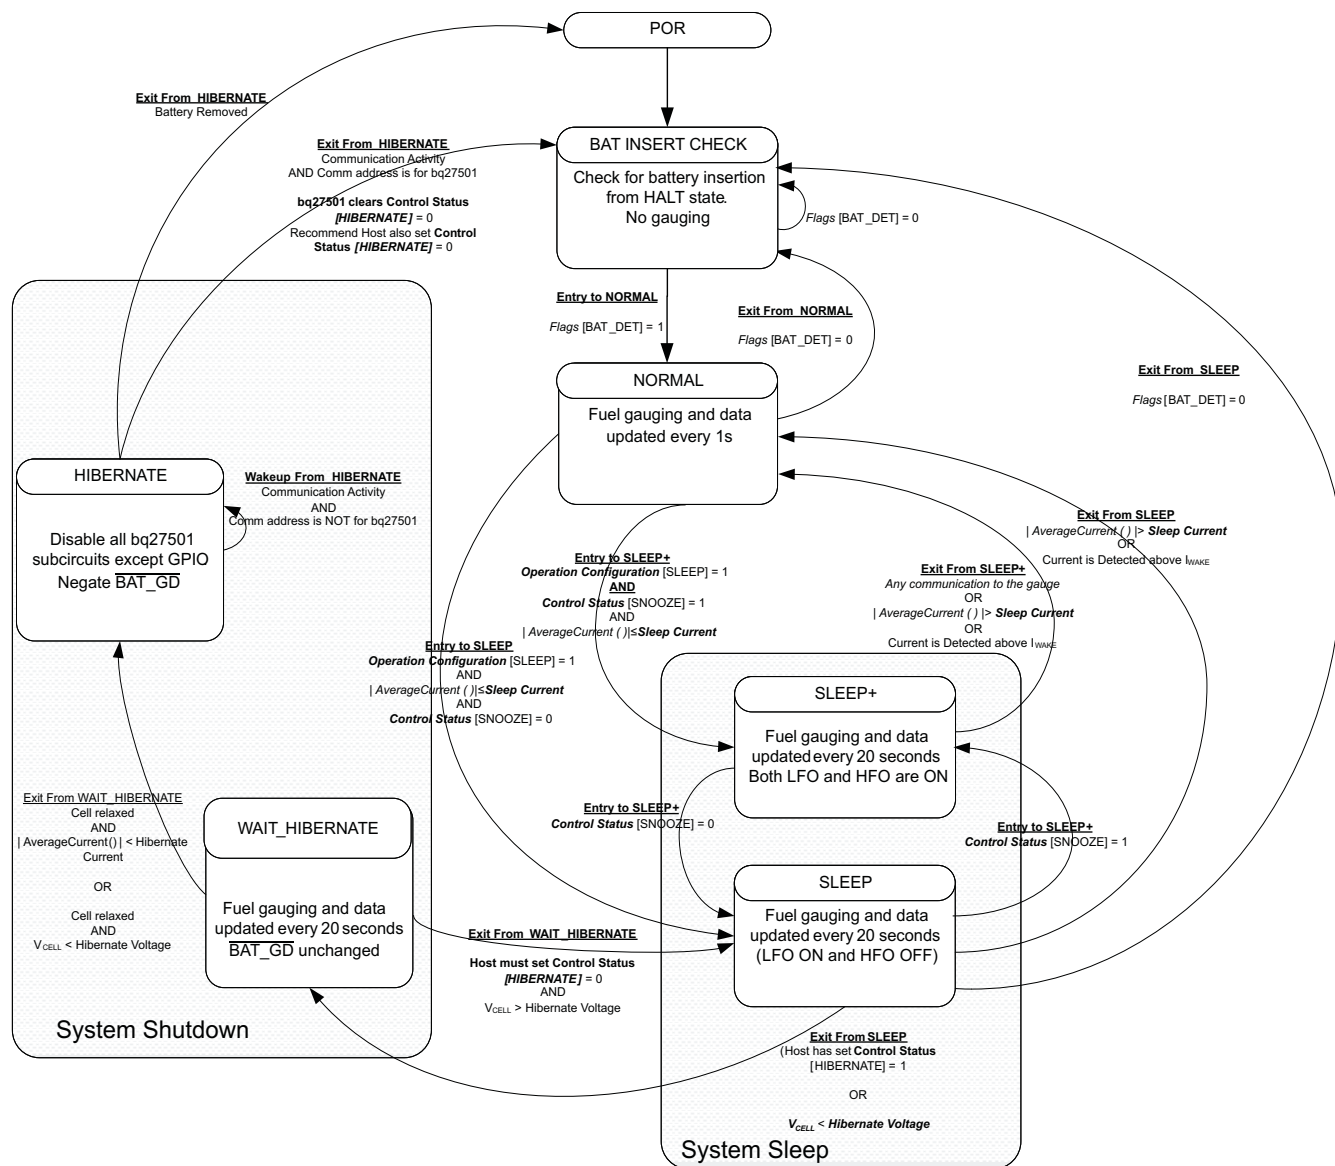 POR
Exit From HIBERNATE
Battery Removed
Exit From HIBERNATE
Communication Activity
AND Comm address is for bq27501
bq27501 clears Control Status
[HIBERNATE] = 0
Recommend Host also set Control
Status [HIBERNATE] = 0
BAT INSERT CHECK
Check for battery insertion
from HALT state.
No gauging
Flags [BAT_DET] = 0
Entry to NORMAL
Flags [BAT_DET] = 1
Exit From NORMAL
Flags [BAT_DET] = 0
Exit From SLEEP
Flags [BAT_DET] = 0
NORMAL
Fuel gauging and data
updated every 1s
HIBERNATE
Disable all bq27501
subcircuits except GPIO
Negate BAT_GD
Wakeup From HIBERNATE
Communication Activity
AND
Comm address is NOT for bq27501
Exit From SLEEP
| AverageCurrent ( ) |> Sleep Current
OR
Current is Detected above IWAKE
Entry to SLEEP+
Operation Configuration [SLEEP] = 1
AND
Control Status [SNOOZE] = 1
AND
| AverageCurrent ( )|≤Sleep Current
Exit From SLEEP+
Any communication to the gauge
OR
| AverageCurrent ( ) |> Sleep Current
OR
Current is Detected above IWAKE
Entry to SLEEP
Operation Configuration [SLEEP] = 1
AND
| AverageCurrent ( )|≤Sleep Current
AND
Control Status [SNOOZE] = 0
SLEEP+
Fuel gauging and data
updated every 20 seconds
Both LFO and HFO are ON
Entry to SLEEP+
Control Status [SNOOZE] = 0
Entry to SLEEP+
Control Status [SNOOZE] = 1
Exit From WAIT_HIBERNATE
Cell relaxed
AND
| AverageCurrent() | < Hibernate
Current
OR
Cell relaxed
AND
VCELL < Hibernate Voltage
WAIT_HIBERNATE
Fuel gauging and data
updated every 20 seconds
BAT_GD unchanged
SLEEP
Fuel gauging and data
updated every 20 seconds
(LFO ON and HFO OFF)
Exit From WAIT_HIBERNATE
Host must set Control Status
[HIBERNATE] = 0
AND
VCELL > Hibernate Voltage
System Shutdown
Exit From SLEEP
(Host has set Control Status
[HIBERNATE] = 1
OR
VCELL < Hibernate Voltage
System Sleep